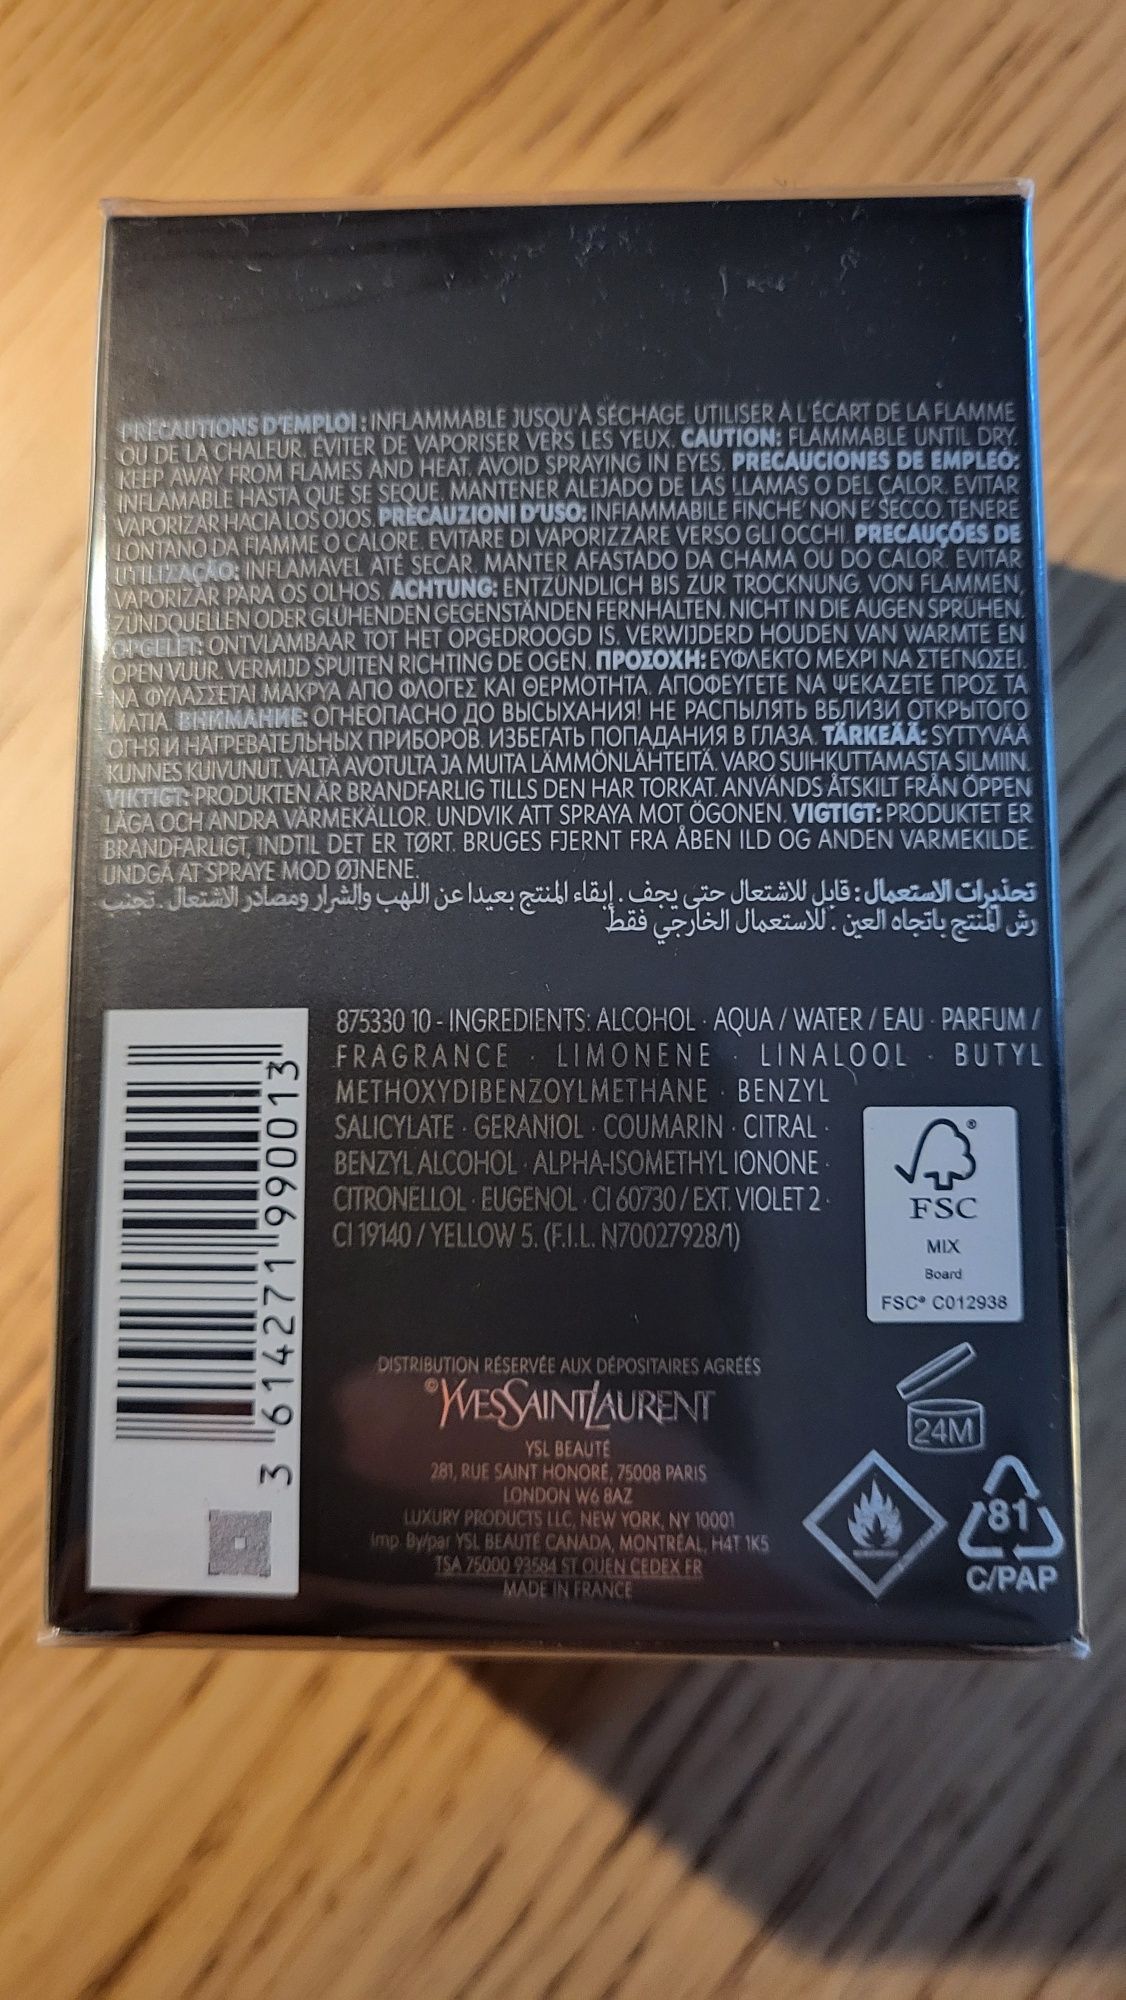 PRÉCAUTIONS D'EMPLOI : INFLAMMABLE JUSQU'À SÉCHAGE. UTILISER À L'ÉCART DE LA FLAMME
OU DE LA CHALEUR. ÉVITER DE VAPORISER VERS LES YEUX. CAUTION: FLAMMABLE UNTIL DRY.
KEEP AWAY FROM FLAMES AND HEAT. AVOID SPRAYING IN EYES. PRECAUCIONES DE EMPLEO:
INFLAMABLE HASTA QUE SE SEQUE. MANTENER ALEJADO DE LAS LLAMAS O DEL CALOR. EVITAR
VAPORIZAR HACIA LOS OJOS. PRECAUZIONI D'USO: INFIAMMABILE FINCHE' NON E' SECCO. TENERE
LONTANO DA FIAMME O CALORE. EVITARE DI VAPORIZZARE VERSO GLI OCCHI. PRECAUÇÕES DE
UTILIZAÇÃO: INFLAMÁVEL ATÉ SECAR. MANTER AFASTADO DA CHAMA OU DO CALOR. EVITAR
VAPORIZAR PARA OS OLHOS. ACHTUNG: ENTZÜNDLICH BIS ZUR TROCKNUNG. VON FLAMMEN,
ZÜNDQUELLEN ODER GLÜHENDEN GEGENSTÄNDEN FERNHALTEN. NICHT IN DIE AUGEN SPRÜHEN.
OPGELET: ONTVLAMBAAR TOT HET OPGEDROOGD IS. VERWIJDERD HOUDEN VAN WARMTE EN
OPEN VUUR. VERMIJD SPUITEN RICHTING DE OGEN. ΠΡΟΣΟΧΗ: ΕΥΦΛΕΚΤΟ ΜΕΧΡΙ ΝΑ ΣΤΕΓΝΩΣΕΙ.
ΝΑ ΦΥΛΑΣΣΕΤΑΙ ΜΑΚΡΥΑ ΑΠΟ ΦΛΟΓΕΣ ΚΑΙ ΘΕΡΜΟΤΗΤΑ. ΑΠΟΦΕΥΓΕΤΕ ΝΑ ΨΕΚΑΖΕΤΕ ΠΡΟΣ ΤΑ
ΜΑΤΙΑ. ВНИМАНИЕ: ОГНЕОПАСНО ДО ВЫСЫХАНИЯ! НЕ РАСПЫЛЯТЬ ВБЛИЗИ ОТКРЫТОГО
ОГНЯ И НАГРЕВАТЕЛЬНЫХ ПРИБОРОВ. ИЗБЕГАТЬ ПОПАДАНИЯ В ГЛАЗА. TÄRKEÄÄ: SYTTYVÄÄ
KUNNES KUIVUNUT. VÄLTÄ AVOTULTA JA MUITA LÄMMÖNLÄHTEITÄ. VARO SUIHKUTTAMASTA SILMIIN.
VIKTIGT: PRODUKTEN ÄR BRANDFARLIG TILLS DEN HAR TORKAT. ANVÄNDS ÅTSKILT FRÅN ÖPPEN
LÅGA OCH ANDRA VÄRMEKÄLLOR. UNDVIK ATT SPRAYA MOT ÖGONEN. VIGTIGT: PRODUKTET ER
BRANDFARLIGT, INDTIL DET ER TØRT. BRUGES FJERNT FRA ÅBEN ILD OG ANDEN VARMEKILDE.
UNDGÅ AT SPRAYE MOD ØJNENE.
تحذيرات الاستعمال : قابل للاشتعال حتى يجف . إبقاء المنتج بعيدا عن اللهب والشرار ومصادر الاشتعال . تجنب
رش المنتج باتجاه العين . للاستعمال الخارجي فقط
875330 10 - INGREDIENTS: ALCOHOL · AQUA / WATER / EAU · PARFUM /
FRAGRANCE · LIMONENE · LINALOOL · BUTYL
METHOXYDIBENZOYLMETHANE · BENZYL
SALICYLATE · GERANIOL · COUMARIN · CITRAL ·
BENZYL ALCOHOL · ALPHA-ISOMETHYL IONONE ·
CITRONELLOL · EUGENOL · CI 60730 / EXT. VIOLET 2 ·
CI 19140 / YELLOW 5. (F.I.L. N70027928/1)
3 614271 990013
FSC
MIX
Board
FSC® C012938
DISTRIBUTION RÉSERVÉE AUX DÉPOSITAIRES AGRÉÉS
©YVESSAINTLAURENT
YSL BEAUTÉ
281, RUE SAINT HONORÉ, 75008 PARIS
LONDON W6 8AZ
LUXURY PRODUCTS LLC, NEW YORK, NY 10001
Imp. By/par YSL BEAUTÉ CANADA, MONTRÉAL, H4T 1K5
TSA 75000 93584 ST OUEN CEDEX FR
MADE IN FRANCE
24M
81
C/PAP